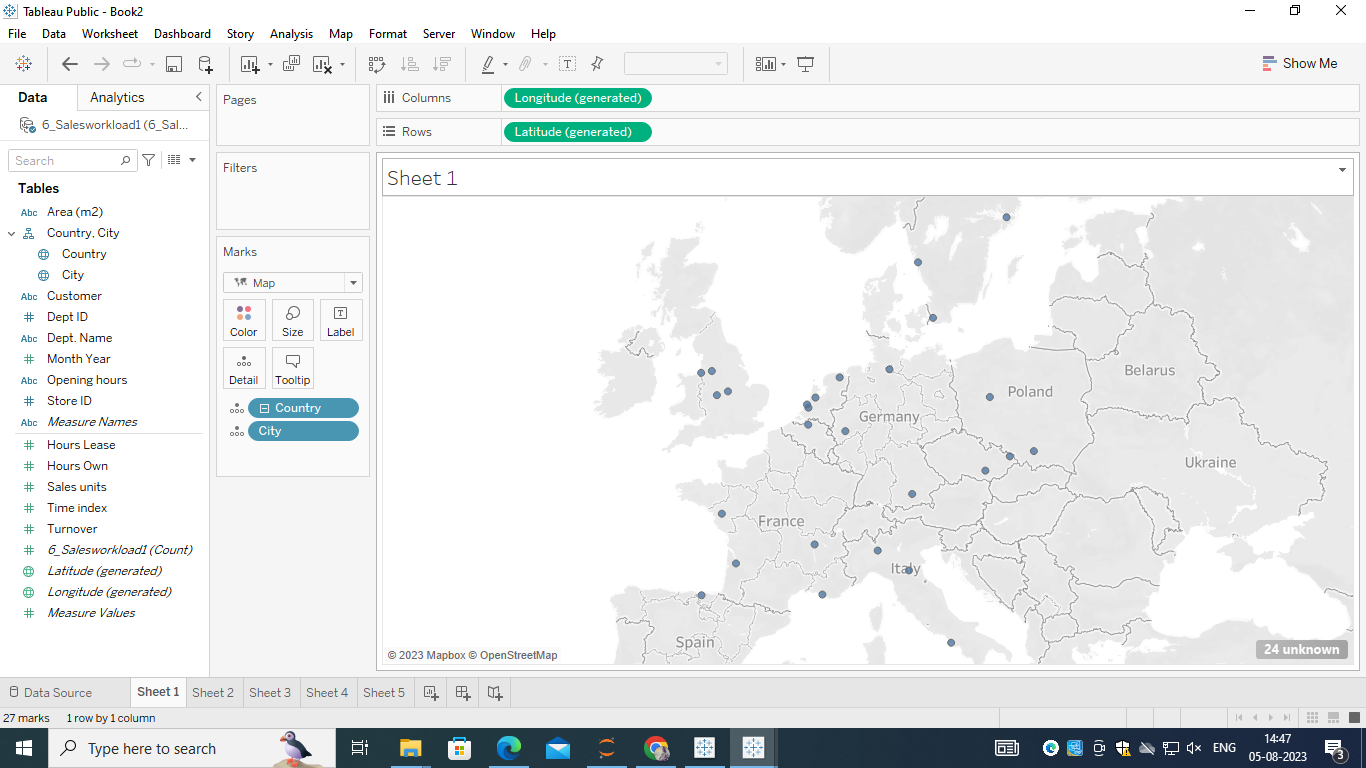 Tableau Public - Book2
File Data Worksheet Dashboard Story Analysis Map Format Server Window Help
Show Me
Data Analytics
6_Salesworkload1 (6_Sal...
Search
Tables
Abc Area (m2)
Country, City
Country
City
Abc Customer
# Dept ID
Abc Dept. Name
# Month Year
Abc Opening hours
# Store ID
Abc Measure Names
# Hours Lease
# Hours Own
# Sales units
# Time index
# Turnover
# 6_Salesworkload1 (Count)
Latitude (generated)
Longitude (generated)
# Measure Values
Pages
Filters
Marks
Map
Color Size Label
Detail Tooltip
Country
City
Columns Longitude (generated)
Rows Latitude (generated)
Sheet 1
Belarus
Poland
Germany
Ukraine
France
Italy
Spain
© 2023 Mapbox © OpenStreetMap
24 unknown
Data Source Sheet 1 Sheet 2 Sheet 3 Sheet 4 Sheet 5
27 marks 1 row by 1 column
Type here to search
ENG
14:47
05-08-2023
3